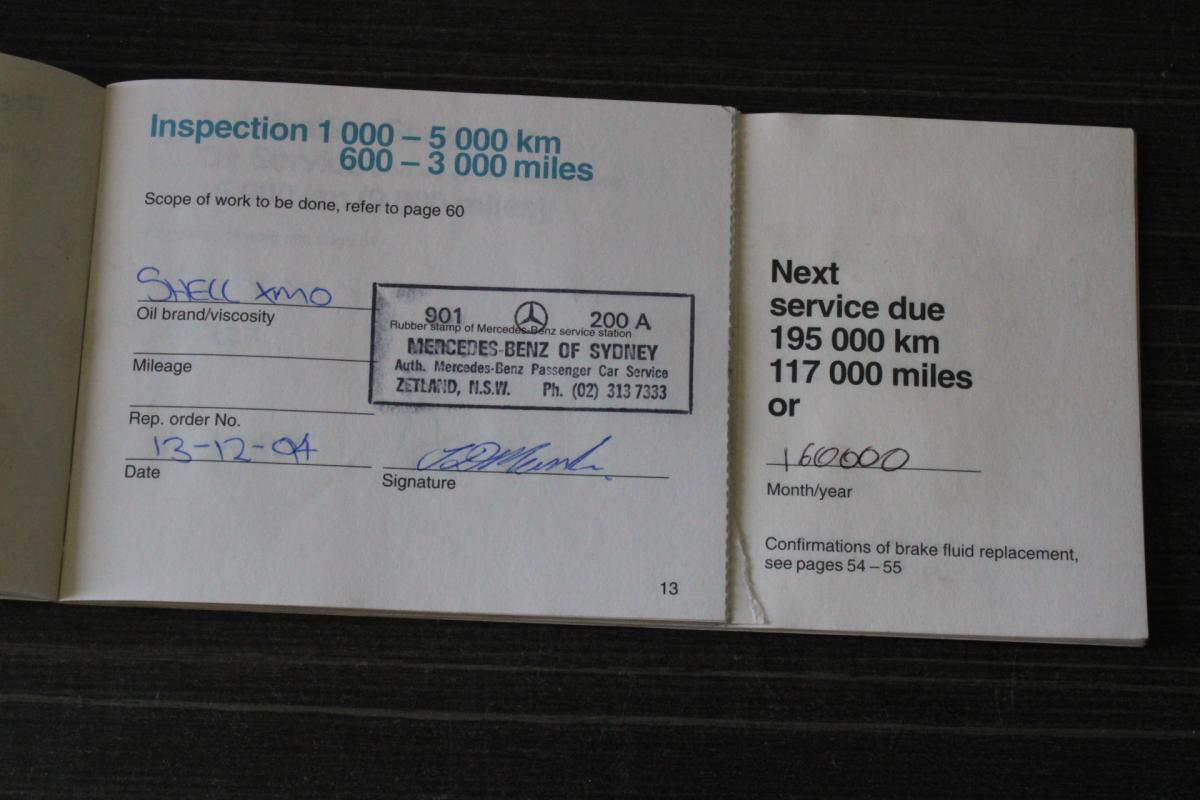 Inspection 1 000 – 5 000 km
600 – 3 000 miles
Scope of work to be done, refer to page 60
SHELL XMO
Oil brand/viscosity
Mileage
Rep. order No.
13-12-04
Date
901 200 A
Rubber stamp of Mercedes-Benz service station
MERCEDES-BENZ OF SYDNEY
Auth. Mercedes-Benz Passenger Car Service
ZETLAND, N.S.W. Ph. (02) 313 7333
Signature
13
Next
service due
195 000 km
117 000 miles
or
160000
Month/year
Confirmations of brake fluid replacement,
see pages 54 – 55